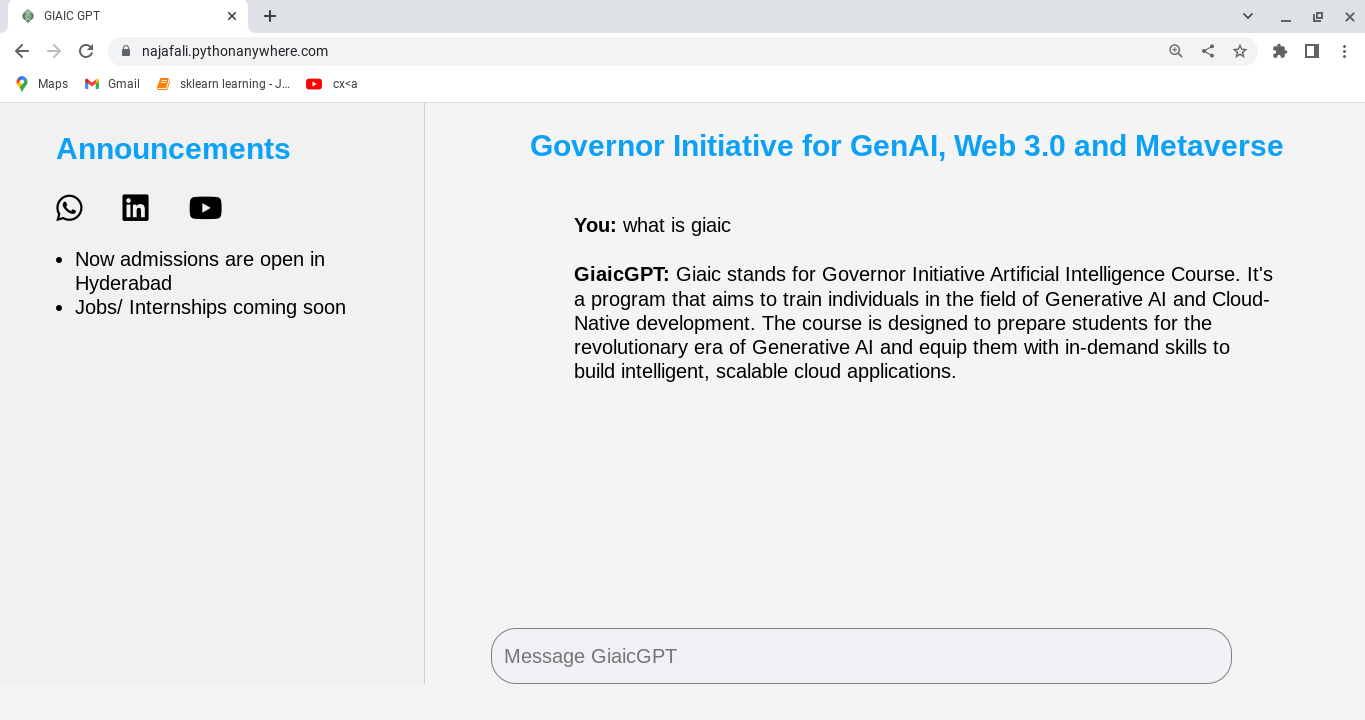 GIAIC GPT
najafali.pythonanywhere.com
Maps Gmail sklearn learning - J... cx<a
Announcements
Now admissions are open in
Hyderabad
Jobs/ Internships coming soon
Governor Initiative for GenAI, Web 3.0 and Metaverse
You: what is giaic
GiaicGPT: Giaic stands for Governor Initiative Artificial Intelligence Course. It's
a program that aims to train individuals in the field of Generative AI and Cloud-
Native development. The course is designed to prepare students for the
revolutionary era of Generative AI and equip them with in-demand skills to
build intelligent, scalable cloud applications.
Message GiaicGPT